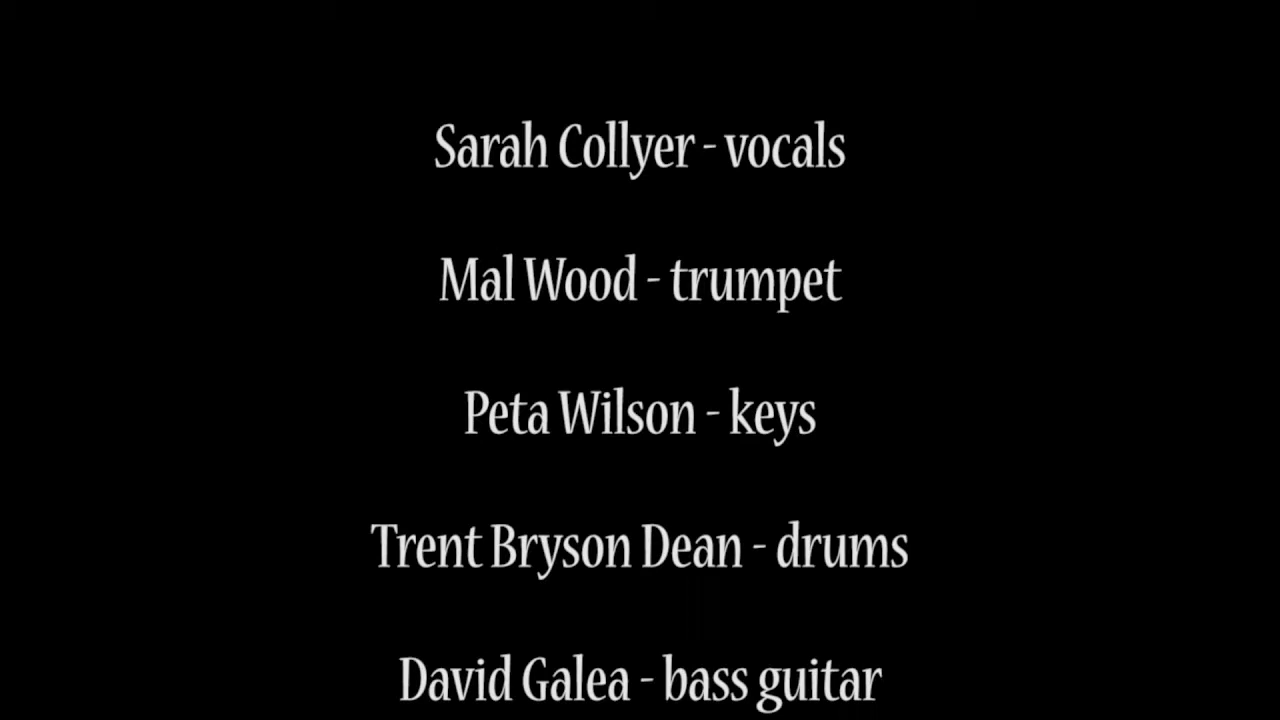 Sarah Collyer - vocals
Mal Wood - trumpet
Peta Wilson - keys
Trent Bryson Dean - drums
David Galea - bass guitar